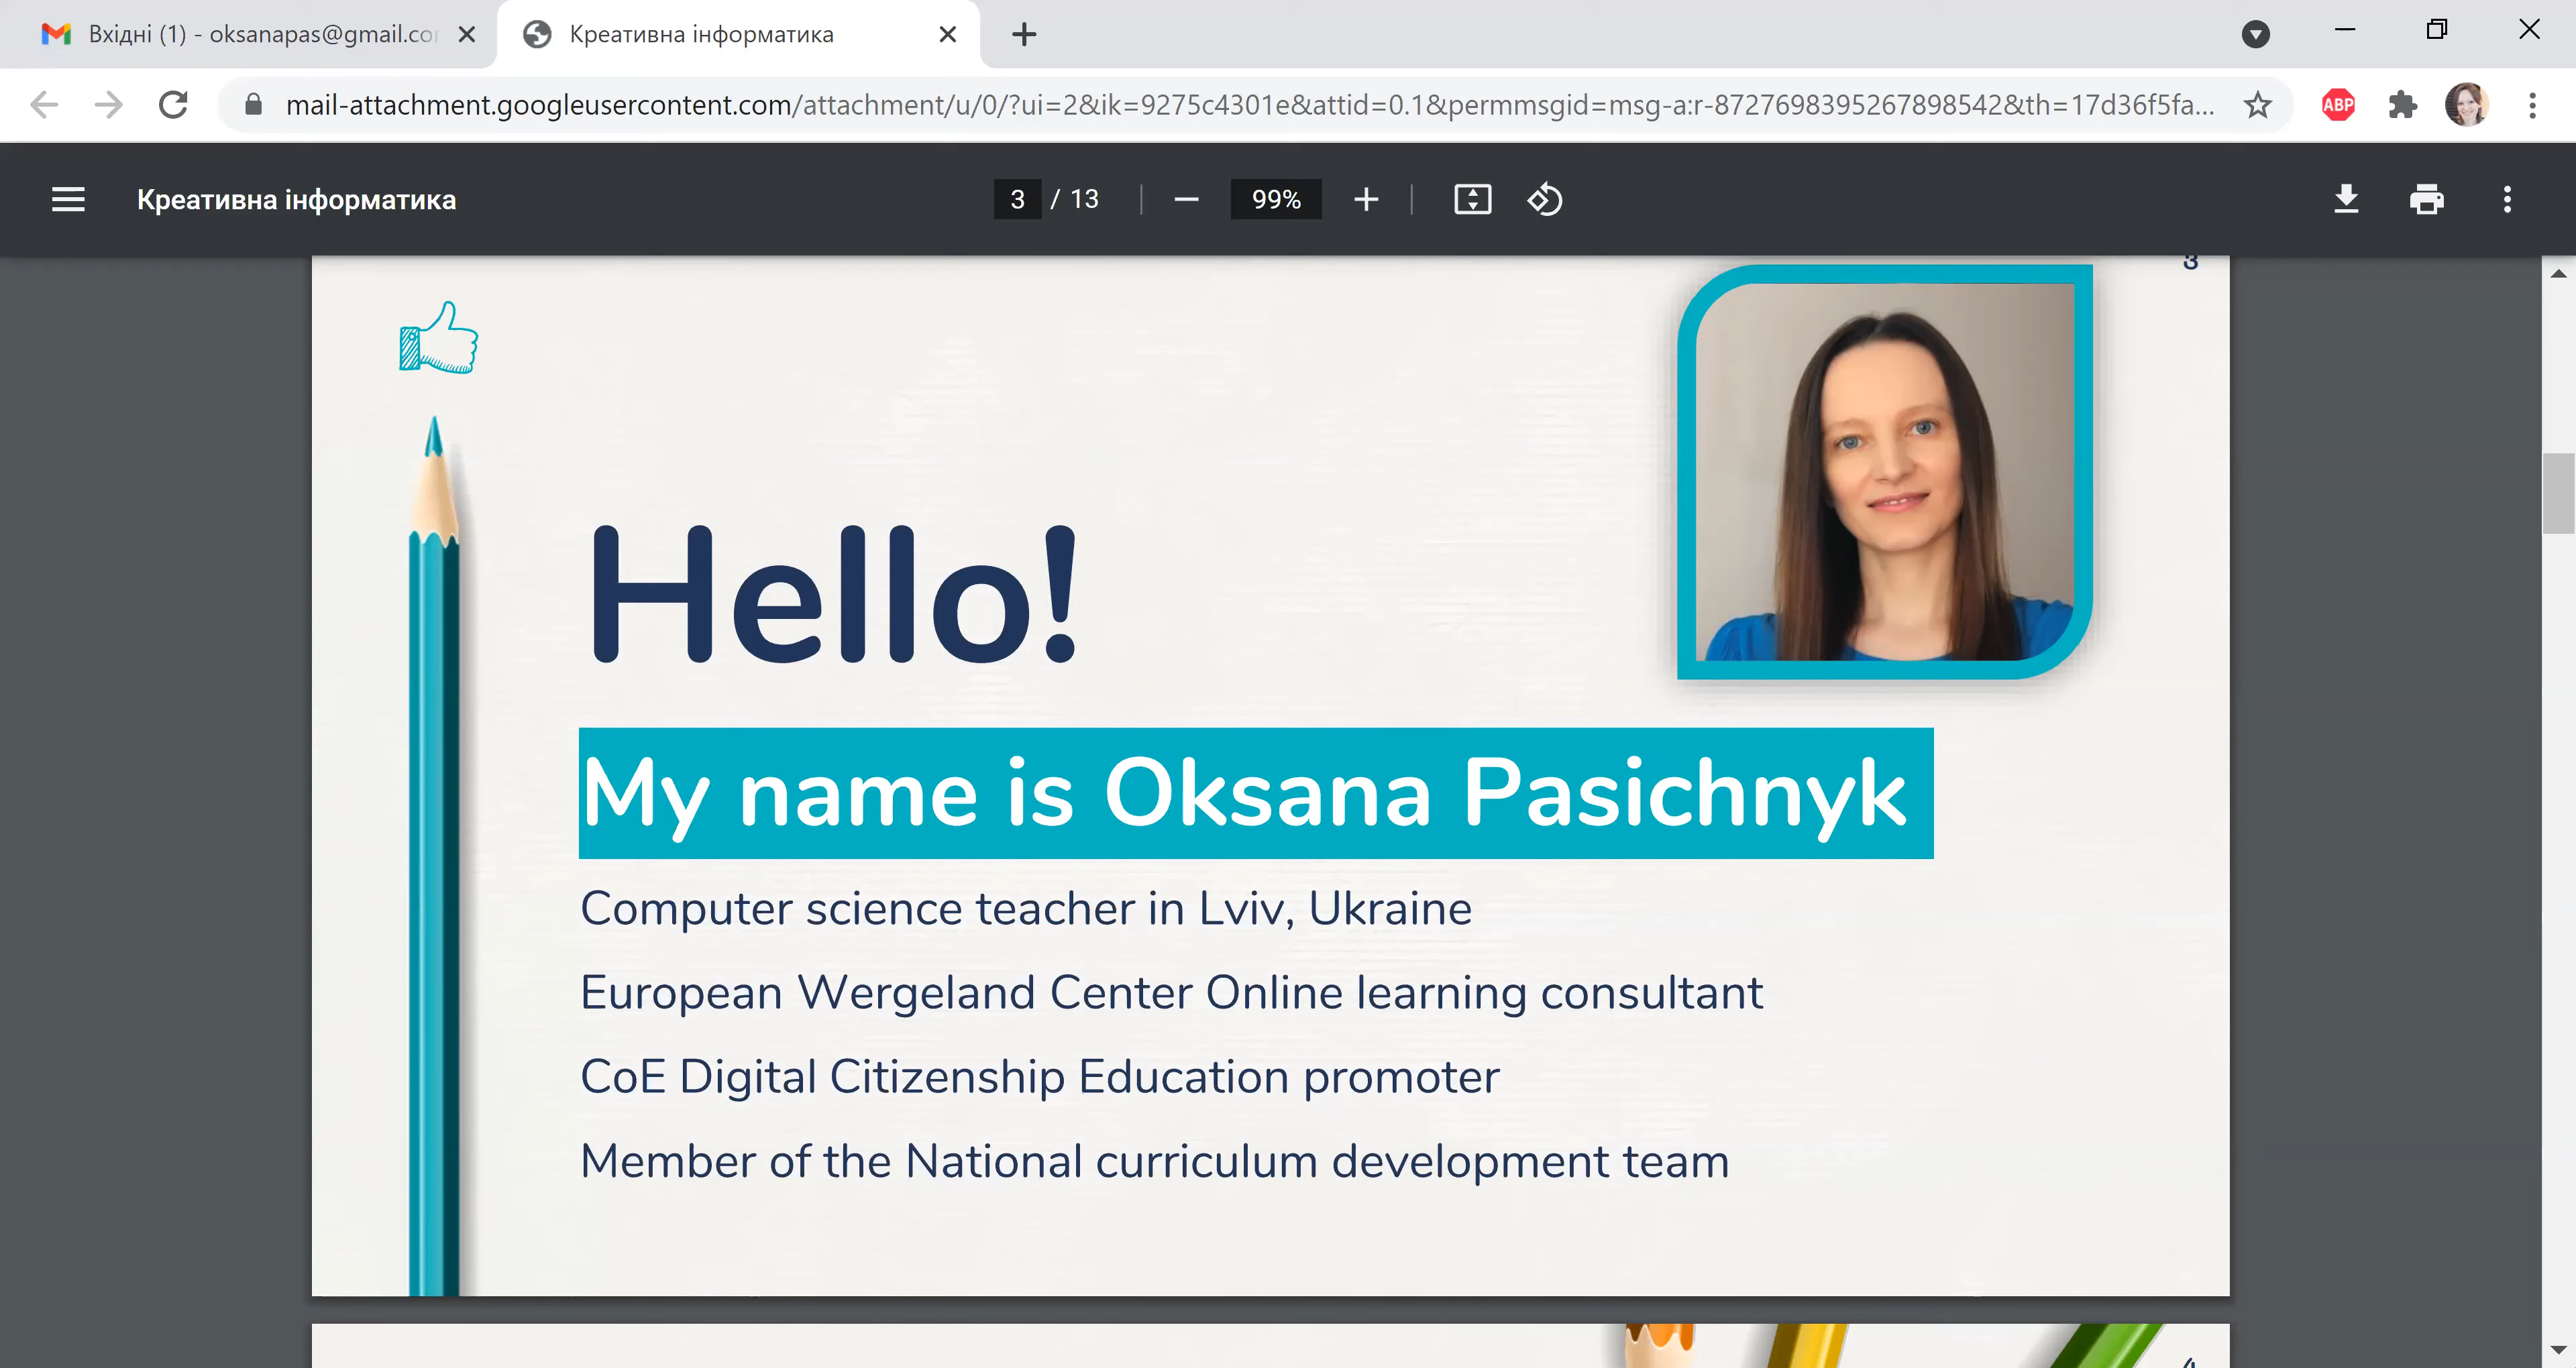 Вхідні (1) - oksanapas@gmail.co
Креативна інформатика
mail-attachment.googleusercontent.com/attachment/u/0/?ui=2&ik=9275c4301e&attid=0.1&permmsgid=msg-a:r-8727698395267898542&th=17d36f5fa...
ABP
Креативна інформатика
3 / 13
99%
3
Hello!
My name is Oksana Pasichnyk
Computer science teacher in Lviv, Ukraine
European Wergeland Center Online learning consultant
CoE Digital Citizenship Education promoter
Member of the National curriculum development team